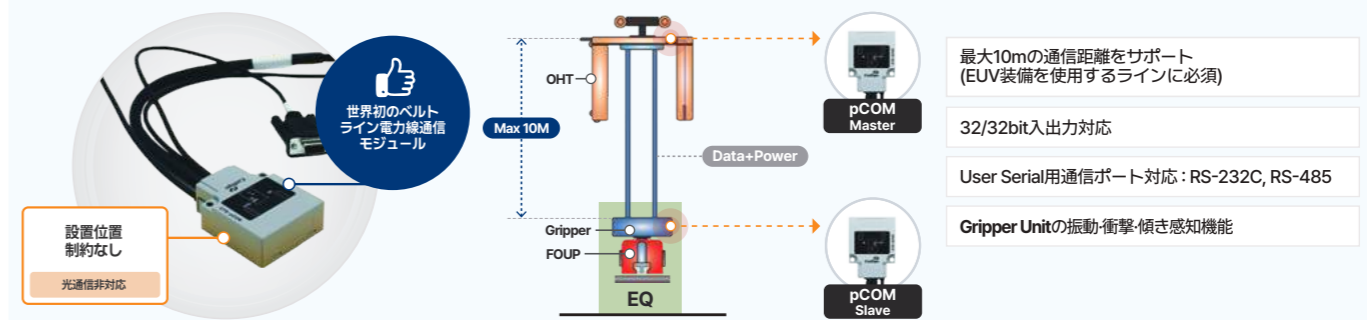 世界初のベルト
ライン電力線通信
モジュール
設置位置
制約なし
光通信非対応
Max 10M
OHT
Data+Power
Gripper
FOUP
EQ
pCOM
Master
pCOM
Slave
最大10mの通信距離をサポート
(EUV装備を使用するラインに必須)
32/32bit入出力対応
User Serial用通信ポート対応 : RS-232C, RS-485
Gripper Unitの振動·衝撃·傾き感知機能